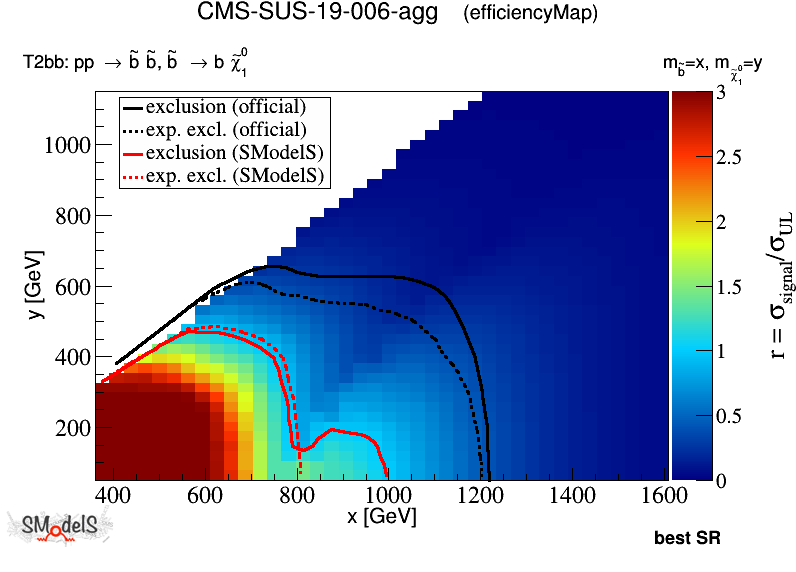 CMS-SUS-19-006-agg (efficiencyMap)
T2bb: pp → b̃ b̃, b̃ → b χ̃₁⁰
m_b̃=x, m_χ̃₁⁰=y
exclusion (official)
exp. excl. (official)
exclusion (SModelS)
exp. excl. (SModelS)
y [GeV]
1000
800
600
400
200
400 600 800 1000 1200 1400 1600
x [GeV]
3
2.5
2
1.5
1
0.5
0
r = σ_signal/σ_UL
SModelS
best SR